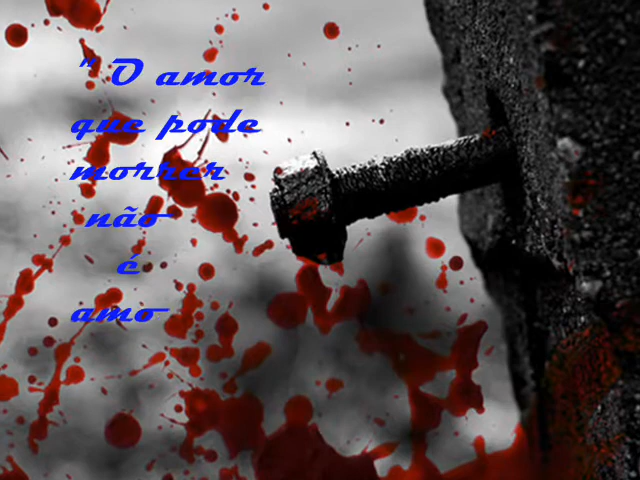 " O amor
que pode
morrer
não
é
amo